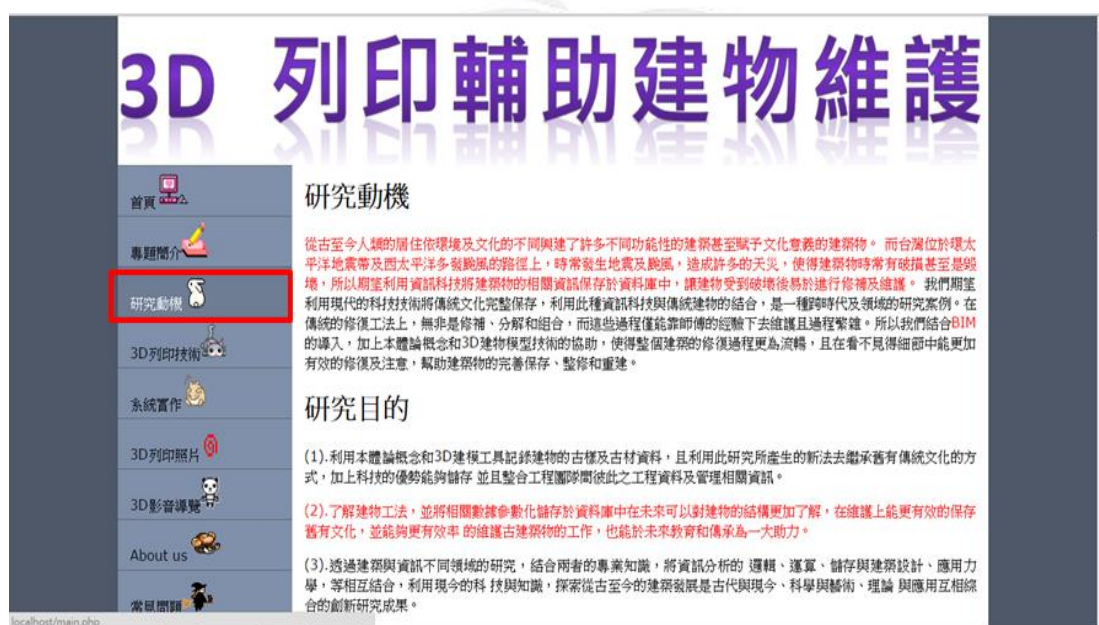 3D 列印輔助建物維護
首頁
專題簡介
研究動機
3D列印技術
系統實作
3D列印照片
3D影音導覽
About us
常見問題
研究動機
從古至今人類的居住依環境及文化的不同興建了許多不同功能性的建築甚至賦予文化意義的建築物。 而台灣位於環太
平洋地震帶及西太平洋多發颱風的路徑上，時常發生地震及颱風，造成許多的天災，使得建築物時常有破損甚至是毀
壞，所以期望利用資訊科技將建築物的相關資訊保存於資料庫中，讓建物受到破壞後易於進行修補及維護。 我們期望
利用現代的科技技術將傳統文化完整保存，利用此種資訊科技與傳統建物的結合，是一種跨時代及領域的研究案例。在
傳統的修復工法上，無非是修補、分解和組合，而這些過程僅能靠師傅的經驗下去維護且過程繁雜。所以我們結合BIM
的導入，加上本體論概念和3D建物模型技術的協助，使得整個建築的修復過程更為流暢，且在看不見得細節中能更加
有效的修復及注意，幫助建築物的完善保存、整修和重建。
研究目的
(1).利用本體論概念和3D建模工具記錄建物的古樣及古材資料，且利用此研究所產生的新法去繼承舊有傳統文化的方
式，加上科技的優勢能夠儲存 並且整合工程團隊間彼此之工程資料及管理相關資訊。
(2).了解建物工法，並將相關數據參數化儲存於資料庫中在未來可以對建物的結構更加了解，在維護上能更有效的保存
舊有文化，並能夠更有效率 的維護古建築物的工作，也能於未來教育和傳承為一大助力。
(3).透過建築與資訊不同領域的研究，結合兩者的專業知識，將資訊分析的 邏輯、運算、儲存與建築設計、應用力
學，等相互結合，利用現今的科 技與知識，探索從古至今的建築發展是古代與現今、科學與藝術、理論 與應用互相綜
合的創新研究成果。
localhost/main.php